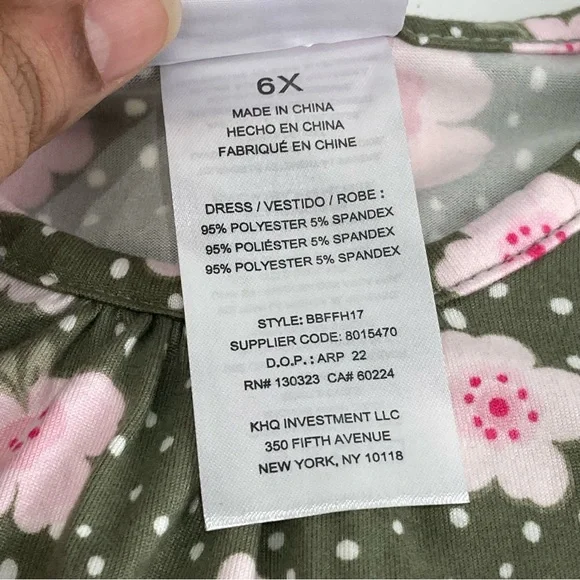 6X
MADE IN CHINA
HECHO EN CHINA
FABRIQUÉ EN CHINE
DRESS / VESTIDO / ROBE :
95% POLYESTER 5% SPANDEX
95% POLIÉSTER 5% SPANDEX
95% POLYESTER 5% SPANDEX
STYLE: BBFFH17
SUPPLIER CODE: 8015470
D.O.P.: ARP 22
RN# 130323 CA# 60224
KHQ INVESTMENT LLC
350 FIFTH AVENUE
NEW YORK, NY 10118